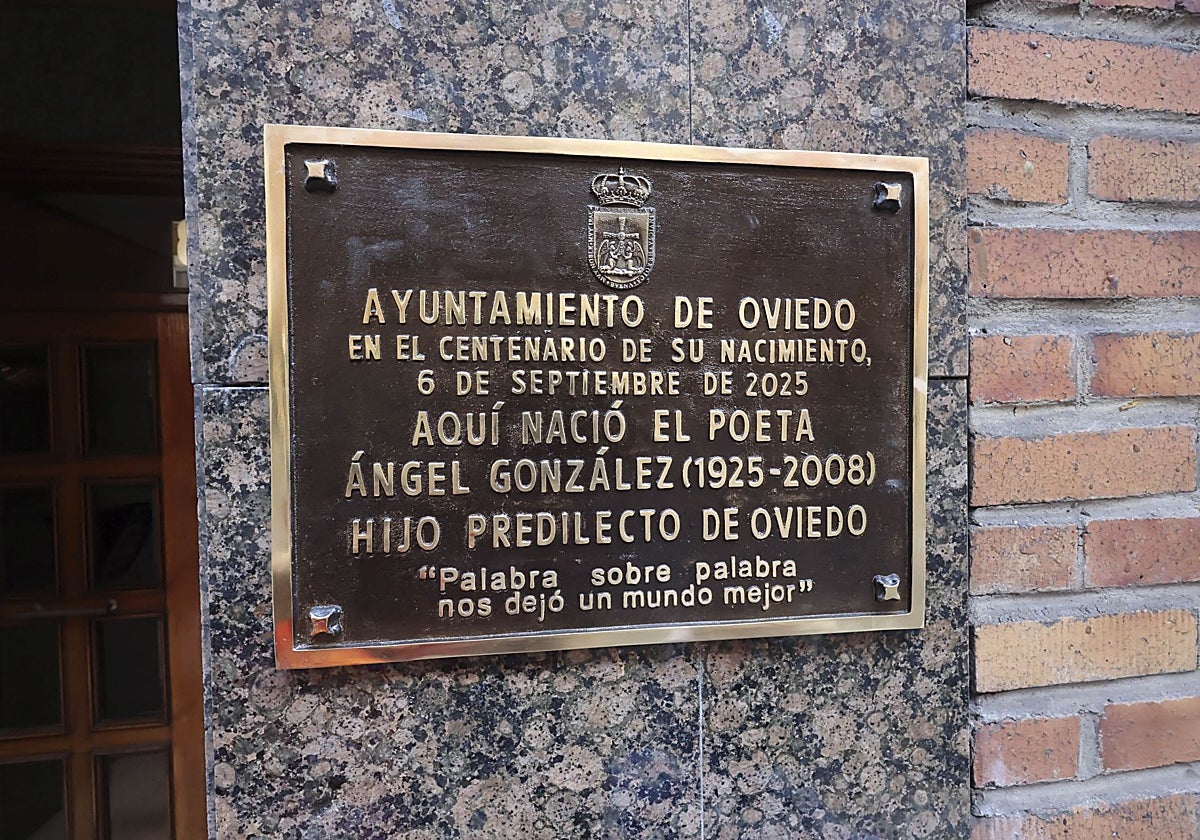 AYUNTAMIENTO DE OVIEDO
EN EL CENTENARIO DE SU NACIMIENTO,
6 DE SEPTIEMBRE DE 2025
AQUÍ NACIÓ EL POETA
ÁNGEL GONZÁLEZ (1925-2008)
HIJO PREDILECTO DE OVIEDO
“Palabra sobre palabra
nos dejó un mundo mejor”